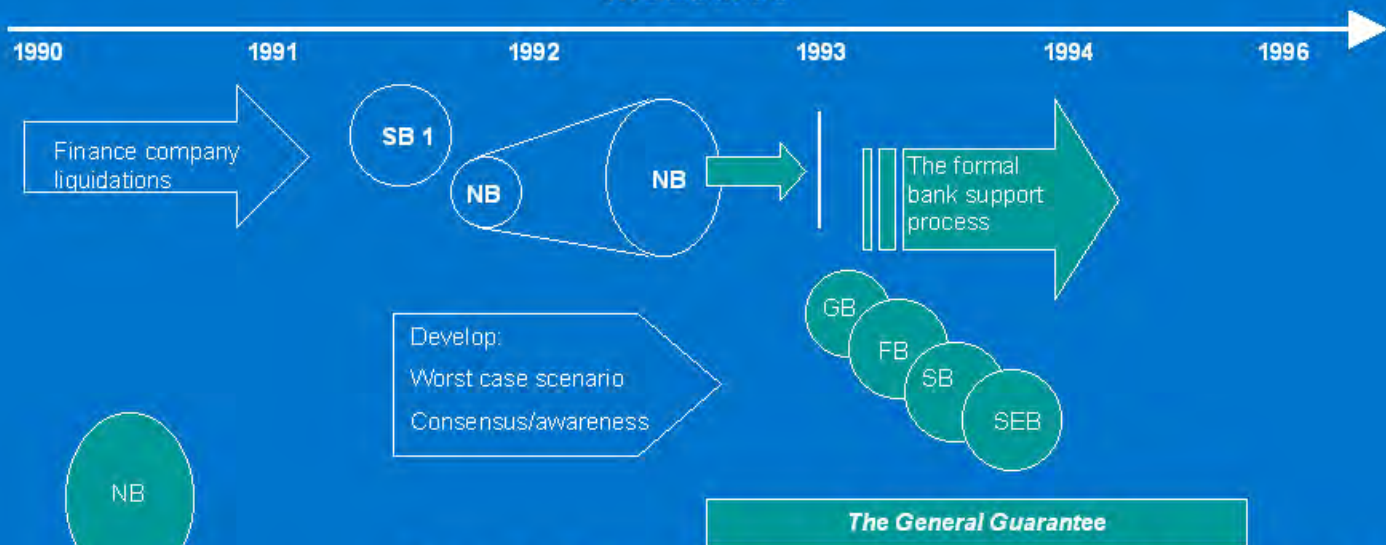 1990 1991 1992 1993 1994 1996
Finance company
liquidations
SB 1
NB
NB
The formal
bank support
process
GB
FB
SB
SEB
Develop:
Worst case scenario
Consensus/awareness
NB
The General Guarantee